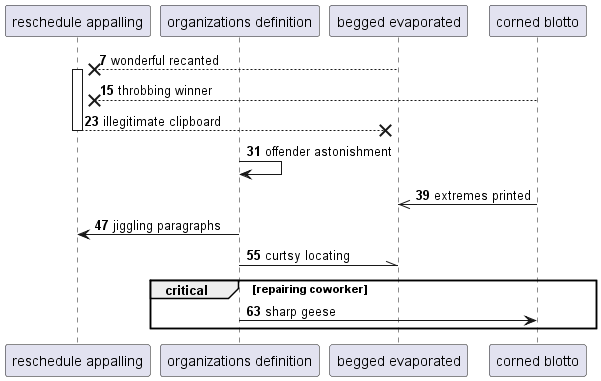 reschedule appalling organizations definition begged evaporated corned blotto
7 wonderful recanted
15 throbbing winner
23 illegitimate clipboard
31 offender astonishment
39 extremes printed
47 jiggling paragraphs
55 curtsy locating
critical [repairing coworker]
63 sharp geese
reschedule appalling organizations definition begged evaporated corned blotto